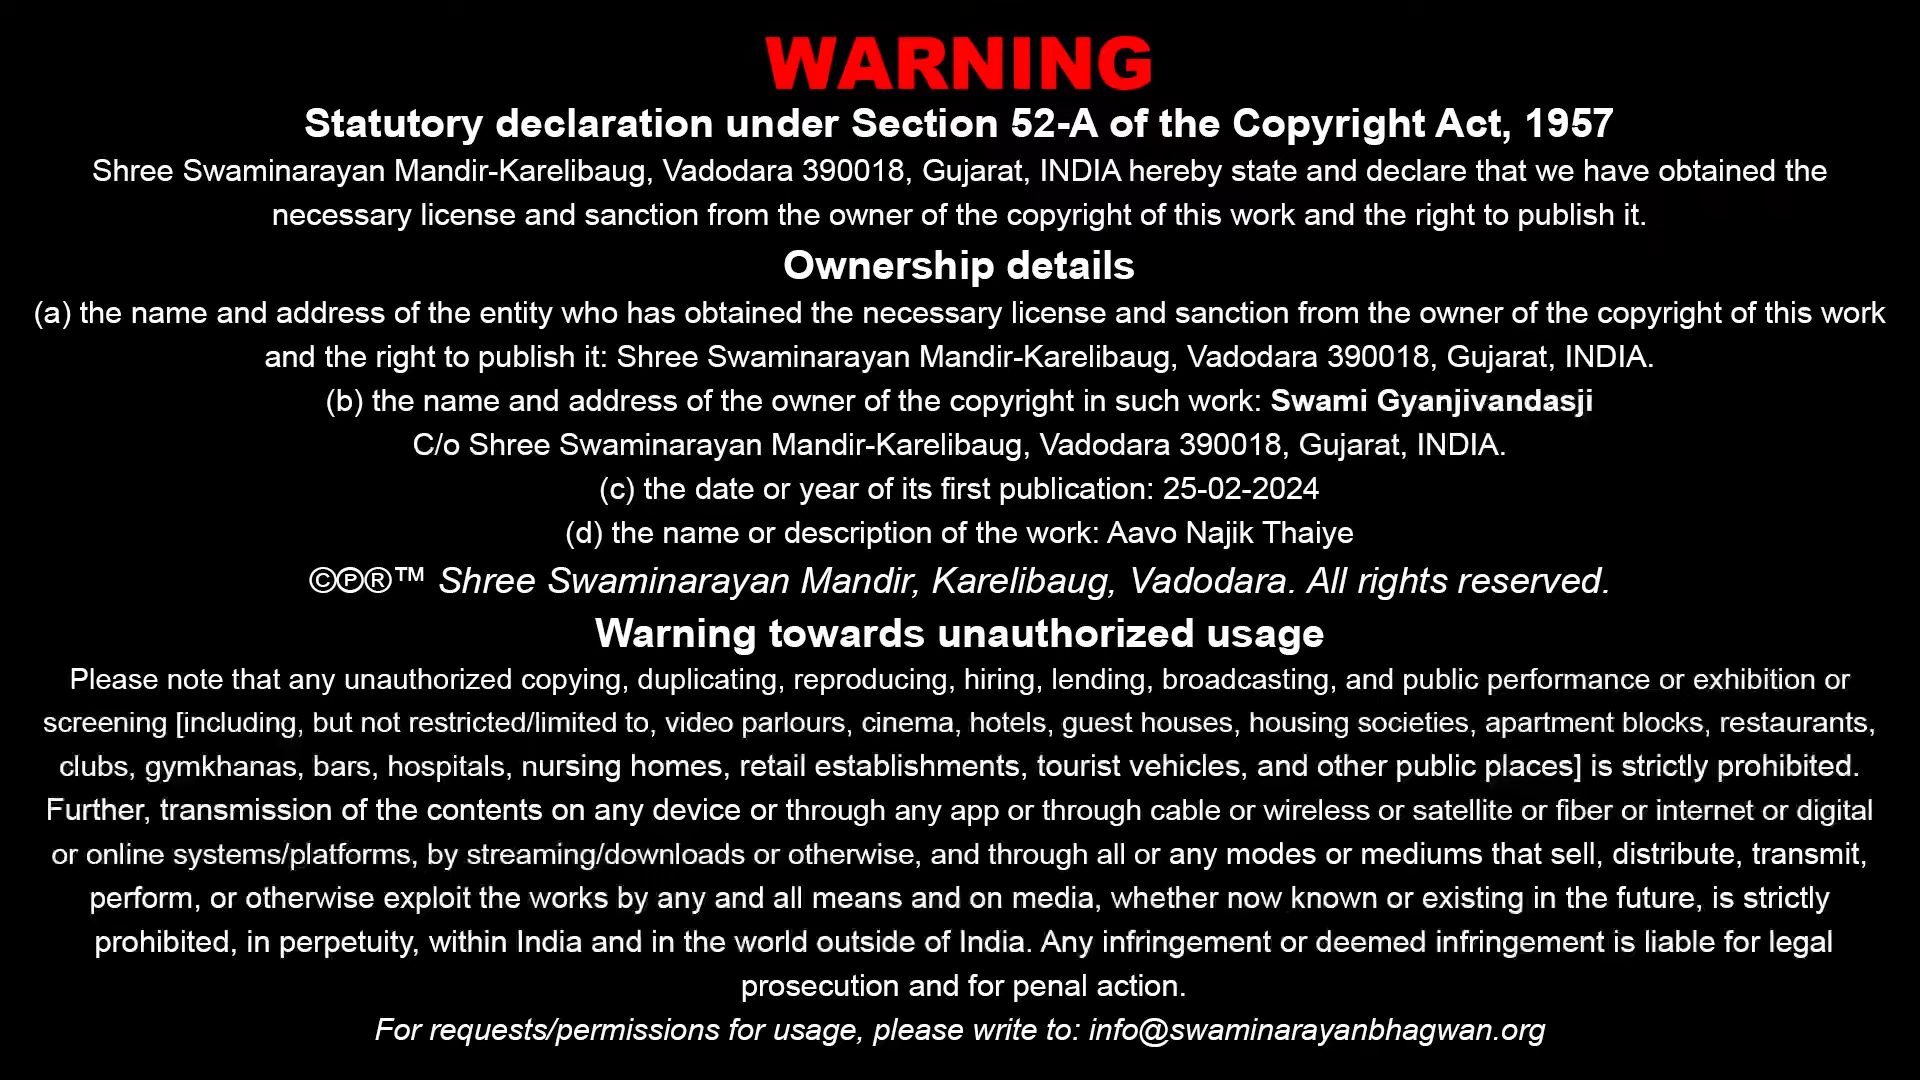 WARNING
Statutory declaration under Section 52-A of the Copyright Act, 1957
Shree Swaminarayan Mandir-Karelibaug, Vadodara 390018, Gujarat, INDIA hereby state and declare that we have obtained the
necessary license and sanction from the owner of the copyright of this work and the right to publish it.
Ownership details
(a) the name and address of the entity who has obtained the necessary license and sanction from the owner of the copyright of this work
and the right to publish it: Shree Swaminarayan Mandir-Karelibaug, Vadodara 390018, Gujarat, INDIA.
(b) the name and address of the owner of the copyright in such work: Swami Gyanjivandasji
C/o Shree Swaminarayan Mandir-Karelibaug, Vadodara 390018, Gujarat, INDIA.
(c) the date or year of its first publication: 25-02-2024
(d) the name or description of the work: Aavo Najik Thaiye
©℗®™ Shree Swaminarayan Mandir, Karelibaug, Vadodara. All rights reserved.
Warning towards unauthorized usage
Please note that any unauthorized copying, duplicating, reproducing, hiring, lending, broadcasting, and public performance or exhibition or
screening [including, but not restricted/limited to, video parlours, cinema, hotels, guest houses, housing societies, apartment blocks, restaurants,
clubs, gymkhanas, bars, hospitals, nursing homes, retail establishments, tourist vehicles, and other public places] is strictly prohibited.
Further, transmission of the contents on any device or through any app or through cable or wireless or satellite or fiber or internet or digital
or online systems/platforms, by streaming/downloads or otherwise, and through all or any modes or mediums that sell, distribute, transmit,
perform, or otherwise exploit the works by any and all means and on media, whether now known or existing in the future, is strictly
prohibited, in perpetuity, within India and in the world outside of India. Any infringement or deemed infringement is liable for legal
prosecution and for penal action.
For requests/permissions for usage, please write to: info@swaminarayanbhagwan.org